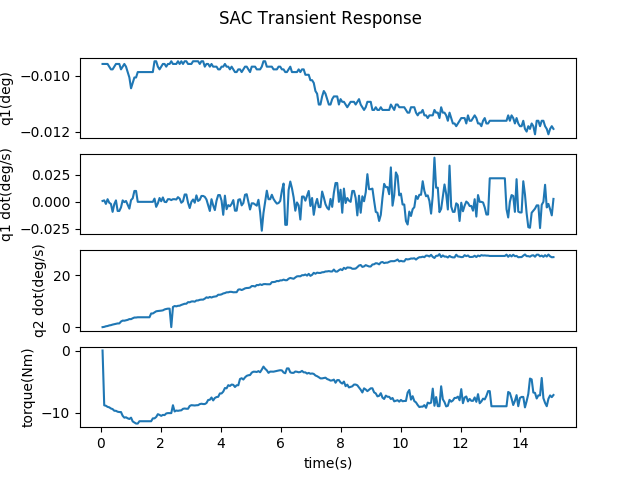 SAC Transient Response
q1(deg)
−0.010
−0.012
q1 dot(deg/s)
0.025
0.000
−0.025
q2 dot(deg/s)
20
0
torque(Nm)
0
−10
0 2 4 6 8 10 12 14
time(s)